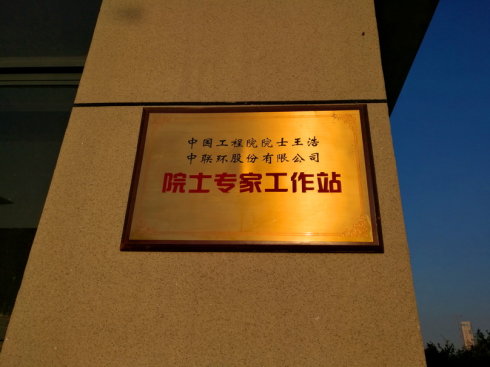 中国工程院院士王浩
中联环股份有限公司
院士专家工作站